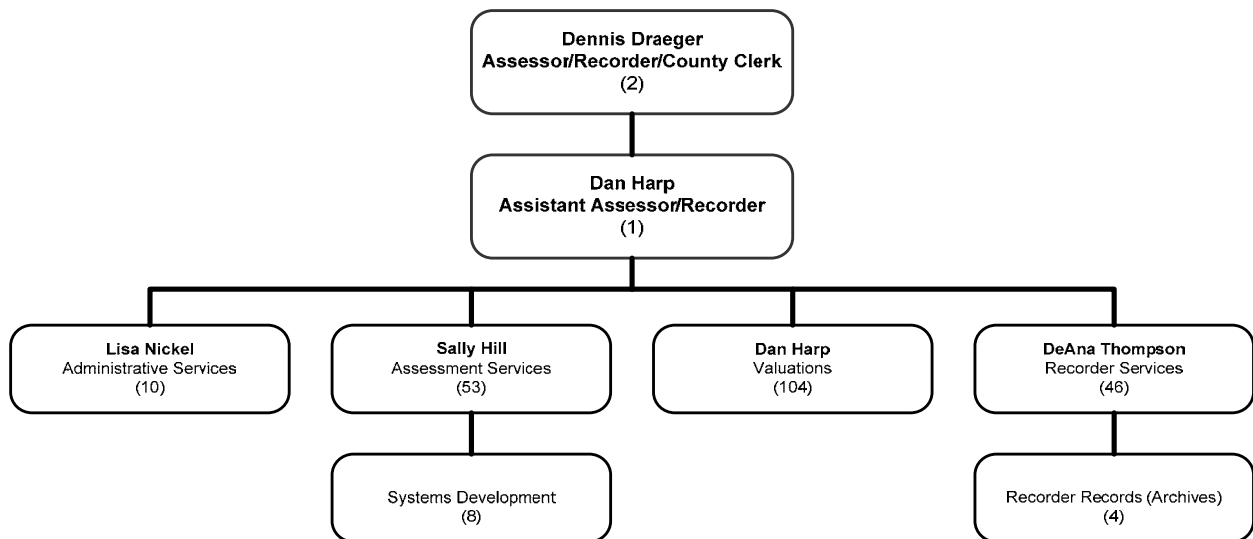 Dennis Draeger
Assessor/Recorder/County Clerk
(2)
Dan Harp
Assistant Assessor/Recorder
(1)
Lisa Nickel
Administrative Services
(10)
Sally Hill
Assessment Services
(53)
Dan Harp
Valuations
(104)
DeAna Thompson
Recorder Services
(46)
Systems Development
(8)
Recorder Records (Archives)
(4)